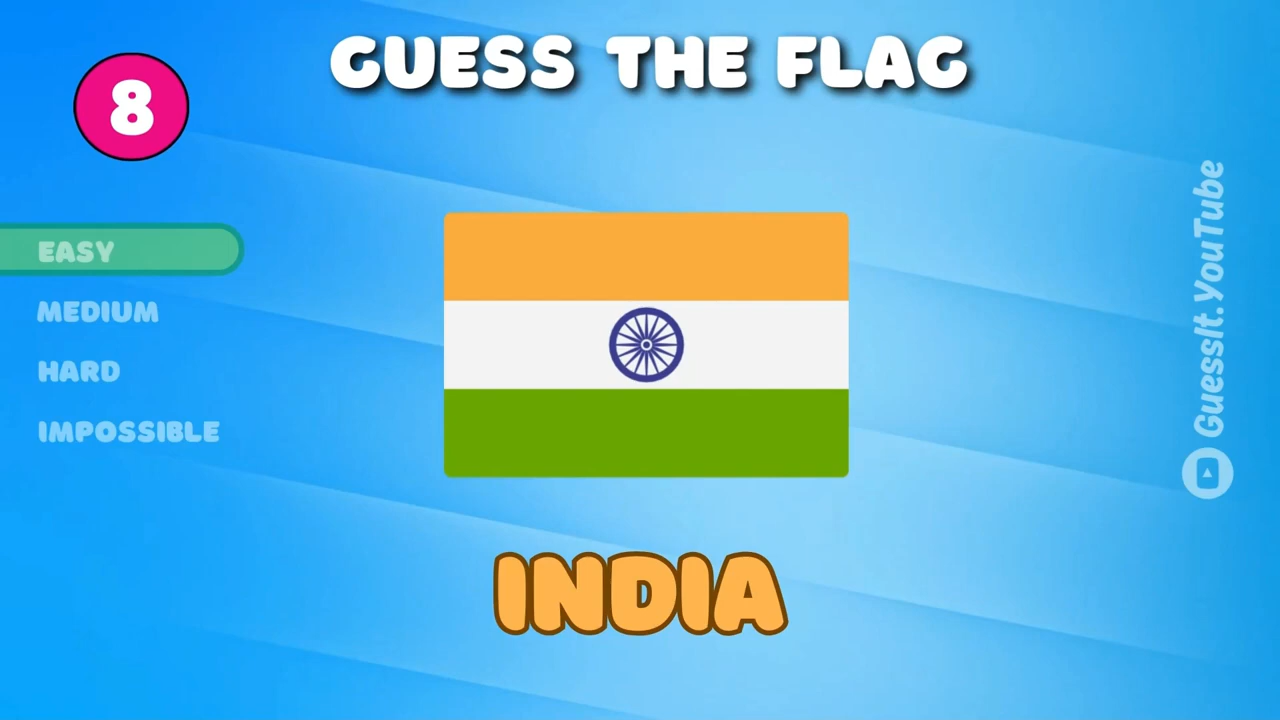 GUESS THE FLAG
8
EASY
MEDIUM
HARD
IMPOSSIBLE
INDIA
GuessIt.YouTube